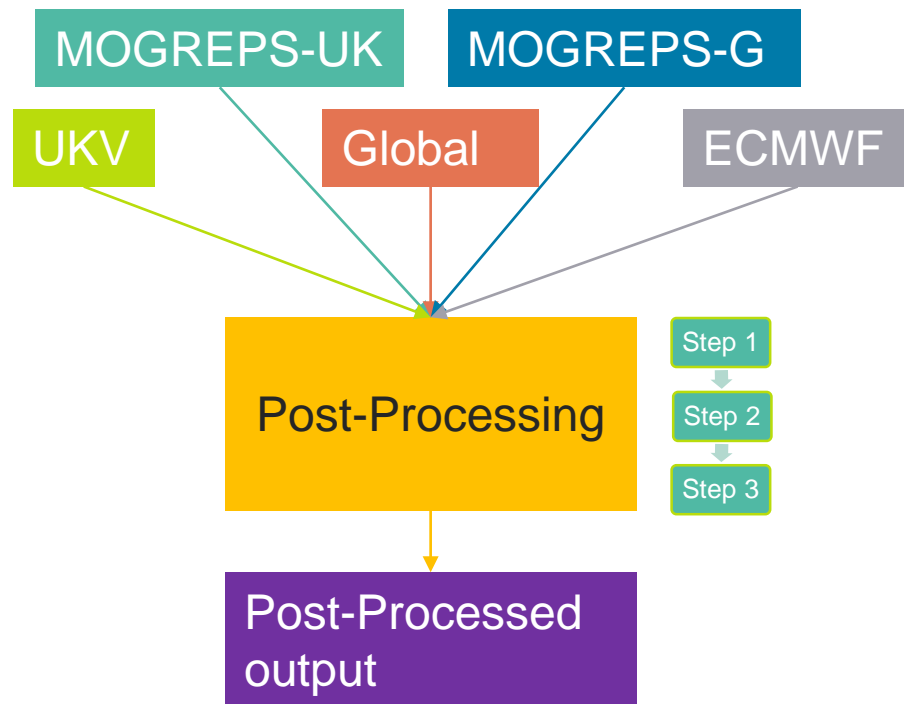 MOGREPS-UK
MOGREPS-G
UKV
Global
ECMWF
Post-Processing
Step 1
Step 2
Step 3
Post-Processed
output